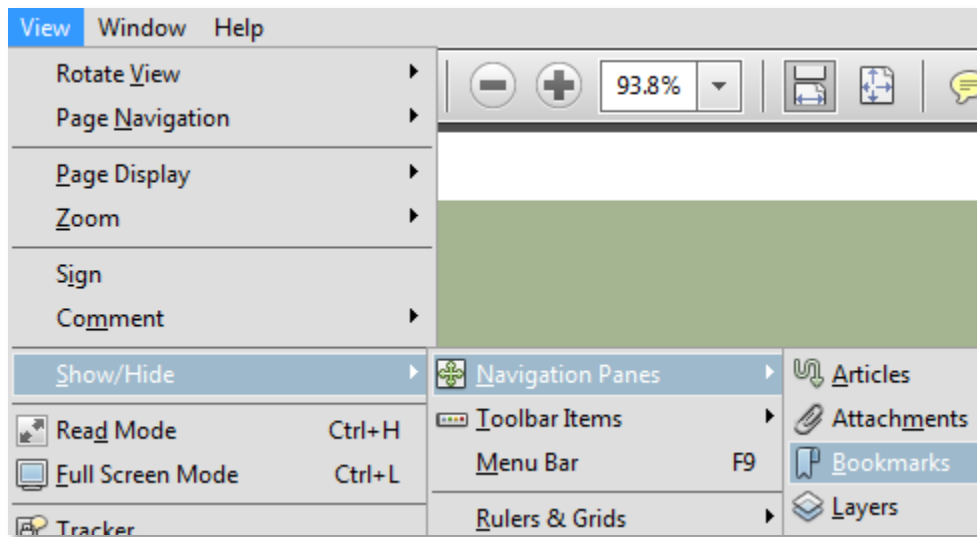 View Window Help
Rotate View
93.8%
Page Navigation
Page Display
Zoom
Sign
Comment
Show/Hide
Navigation Panes
Articles
Read Mode Ctrl+H
Toolbar Items
Attachments
Full Screen Mode Ctrl+L
Menu Bar F9
Bookmarks
Tracker
Rulers & Grids
Layers